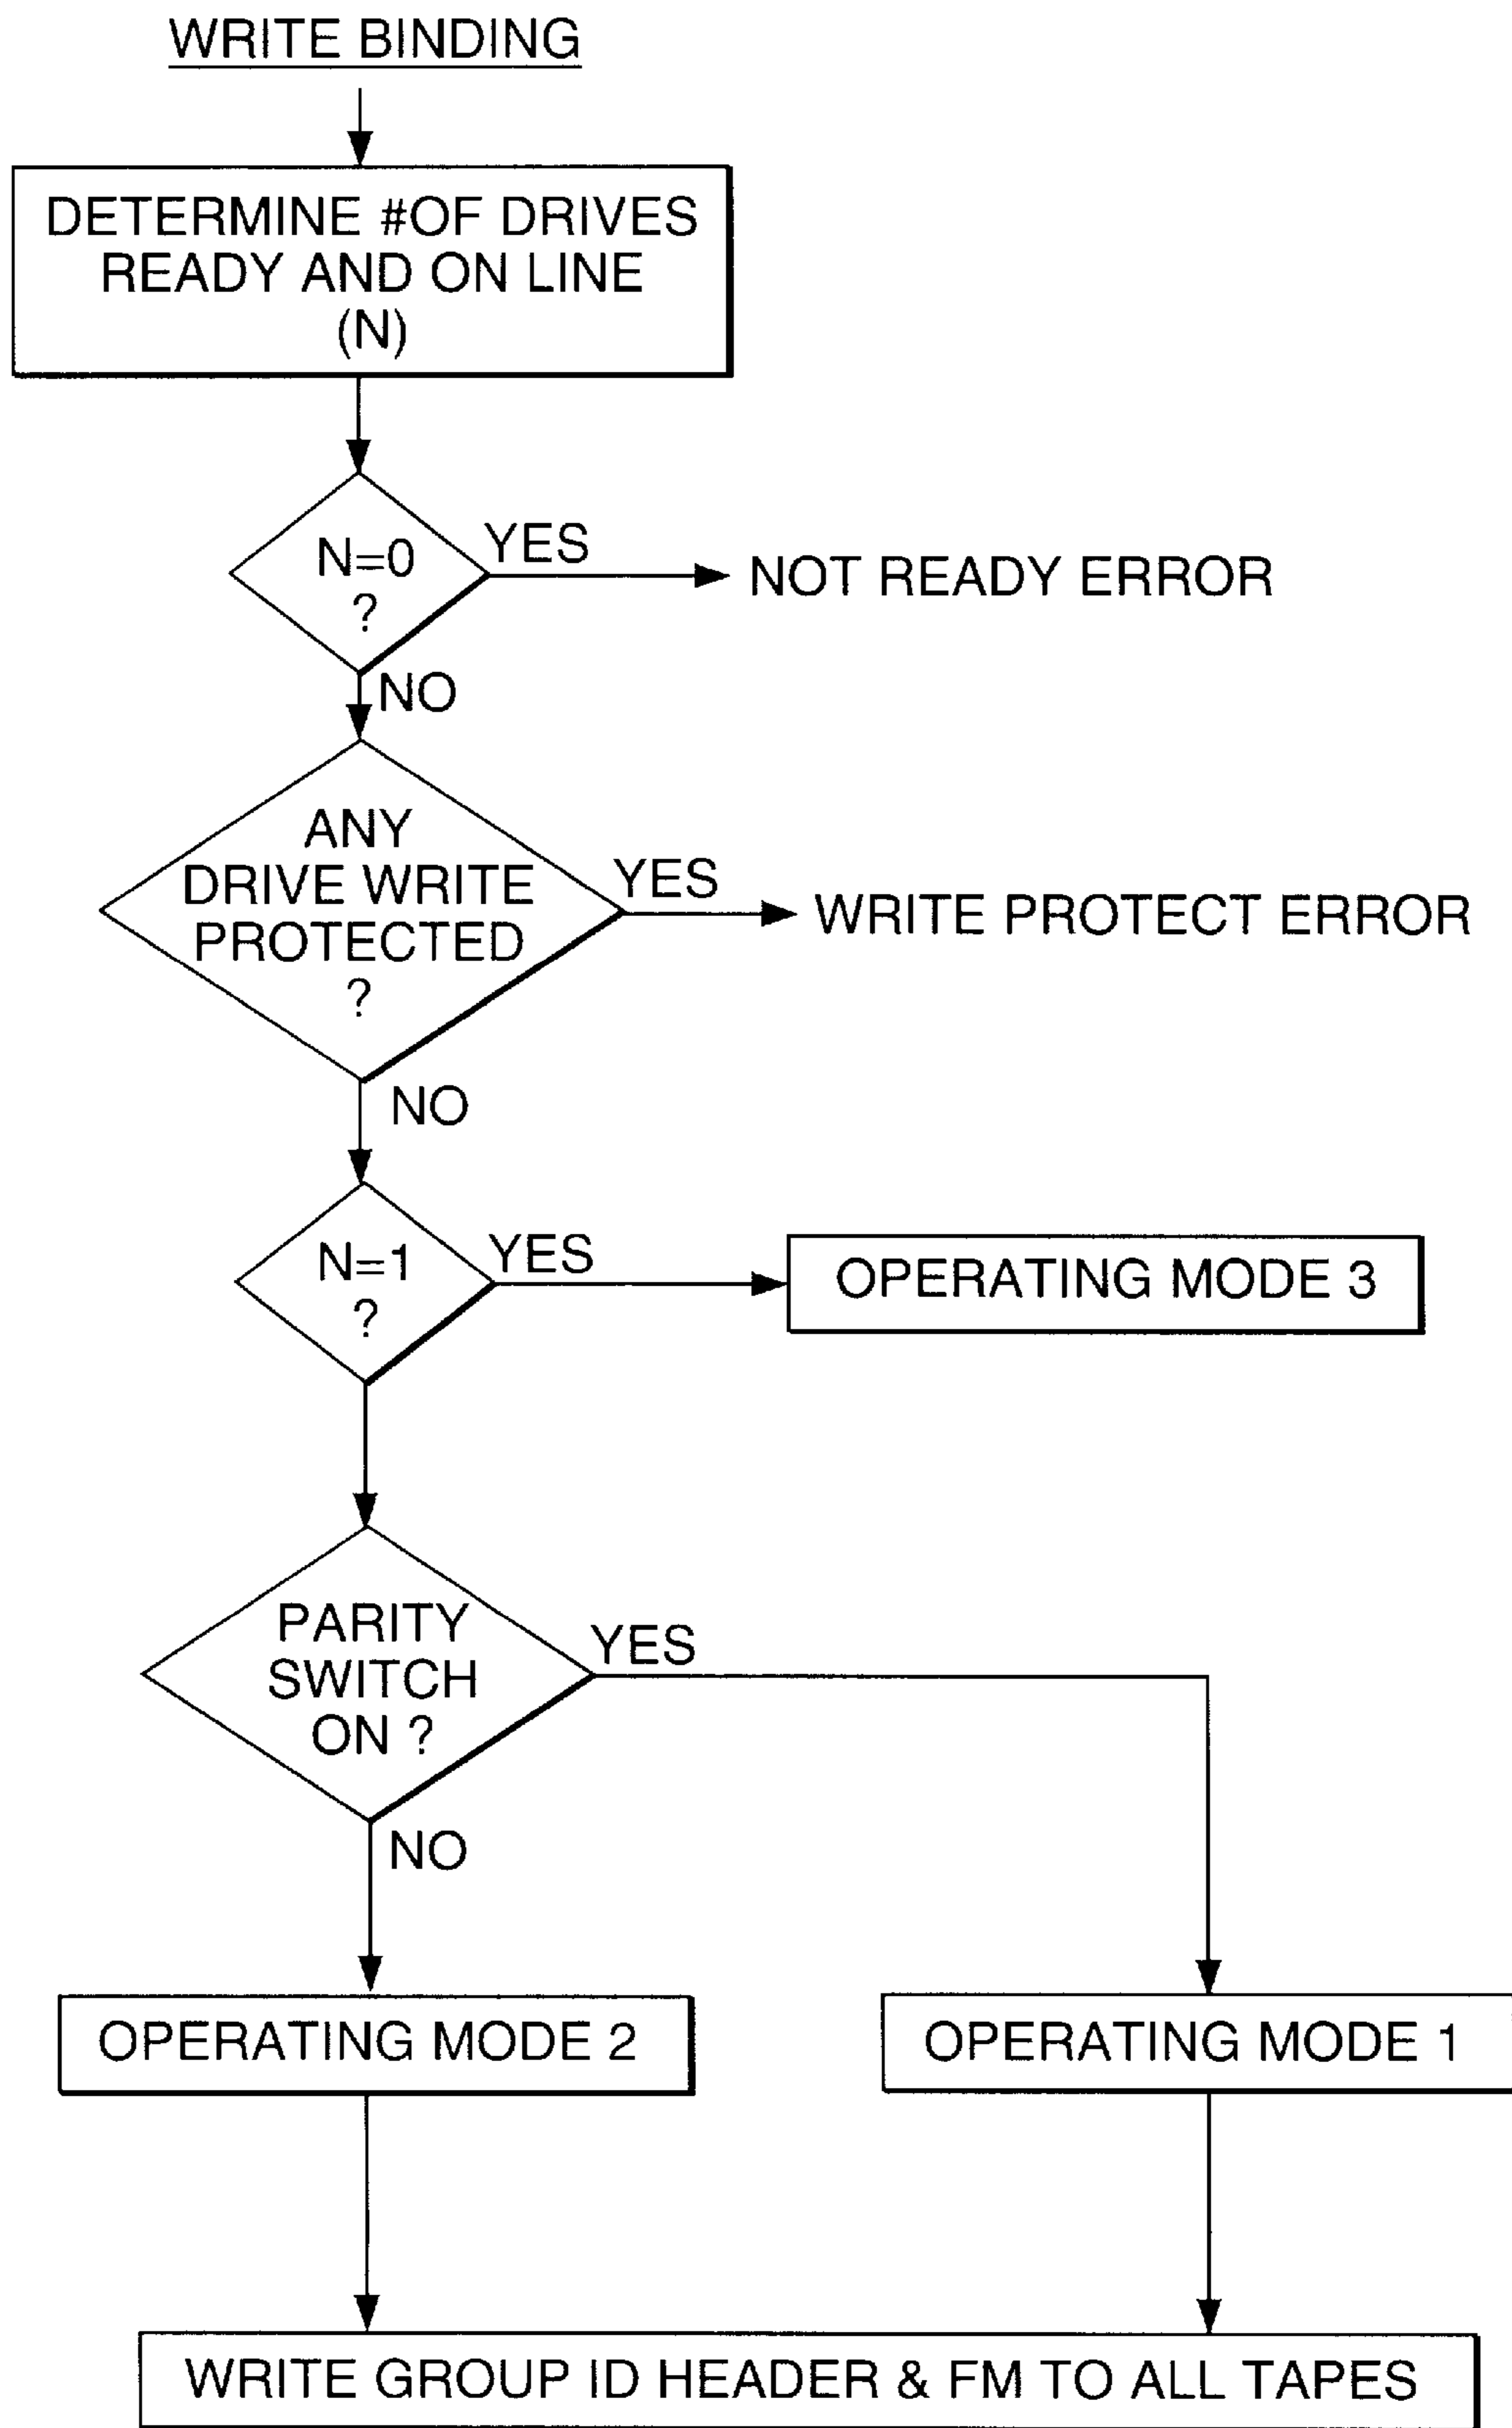 WRITE BINDING
DETERMINE #OF DRIVES
READY AND ON LINE
(N)
N=0
?
YES
NOT READY ERROR
NO
ANY
DRIVE WRITE
PROTECTED
?
YES
WRITE PROTECT ERROR
NO
N=1
?
YES
OPERATING MODE 3
PARITY
SWITCH
ON ?
YES
NO
OPERATING MODE 2
OPERATING MODE 1
WRITE GROUP ID HEADER & FM TO ALL TAPES